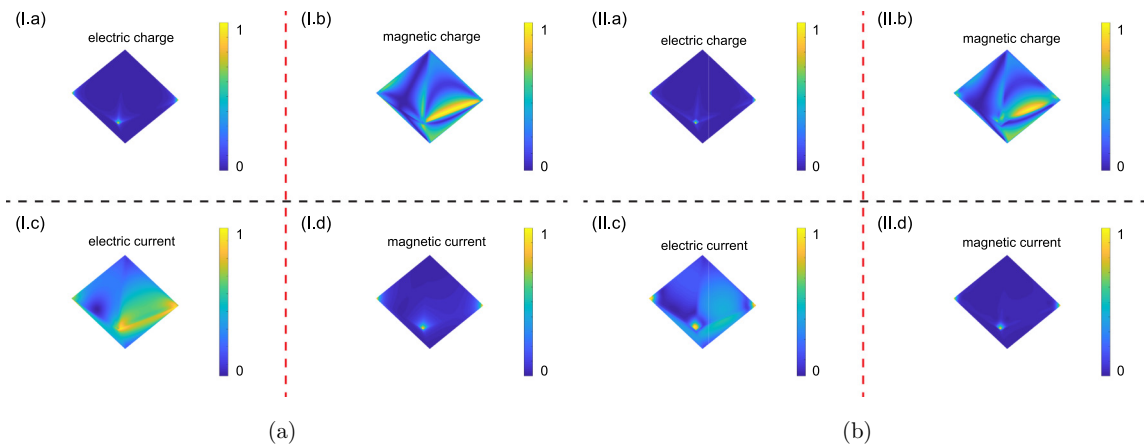 (I.a)
electric charge
1
0
(I.b)
magnetic charge
1
0
(II.a)
electric charge
1
0
(II.b)
magnetic charge
1
0
(I.c)
electric current
1
0
(I.d)
magnetic current
1
0
(II.c)
electric current
1
0
(II.d)
magnetic current
1
0
(a)
(b)